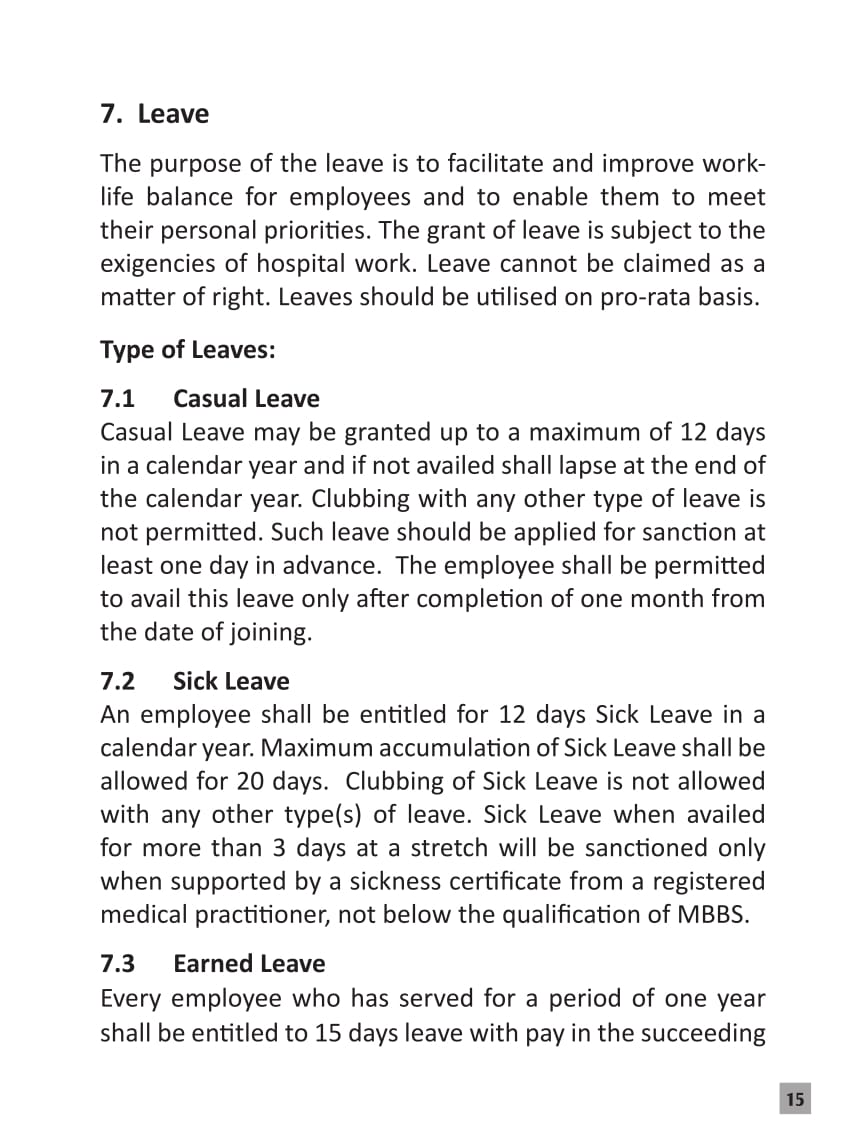 7. Leave
The purpose of the leave is to facilitate and improve work-
life balance for employees and to enable them to meet
their personal priorities. The grant of leave is subject to the
exigencies of hospital work. Leave cannot be claimed as a
matter of right. Leaves should be utilised on pro-rata basis.
Type of Leaves:
7.1 Casual Leave
Casual Leave may be granted up to a maximum of 12 days
in a calendar year and if not availed shall lapse at the end of
the calendar year. Clubbing with any other type of leave is
not permitted. Such leave should be applied for sanction at
least one day in advance. The employee shall be permitted
to avail this leave only after completion of one month from
the date of joining.
7.2 Sick Leave
An employee shall be entitled for 12 days Sick Leave in a
calendar year. Maximum accumulation of Sick Leave shall be
allowed for 20 days. Clubbing of Sick Leave is not allowed
with any other type(s) of leave. Sick Leave when availed
for more than 3 days at a stretch will be sanctioned only
when supported by a sickness certificate from a registered
medical practitioner, not below the qualification of MBBS.
7.3 Earned Leave
Every employee who has served for a period of one year
shall be entitled to 15 days leave with pay in the succeeding
15